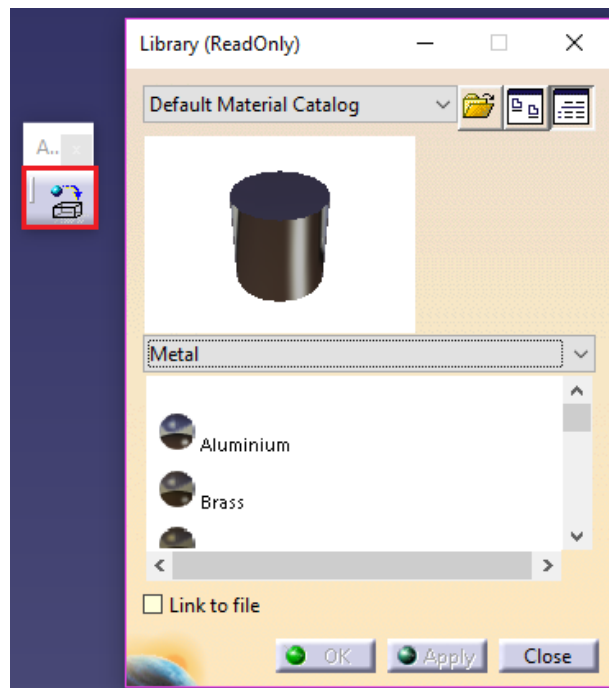 Library (ReadOnly)
Default Material Catalog
A..
Metal
Aluminium
Brass
Link to file
OK
Apply
Close